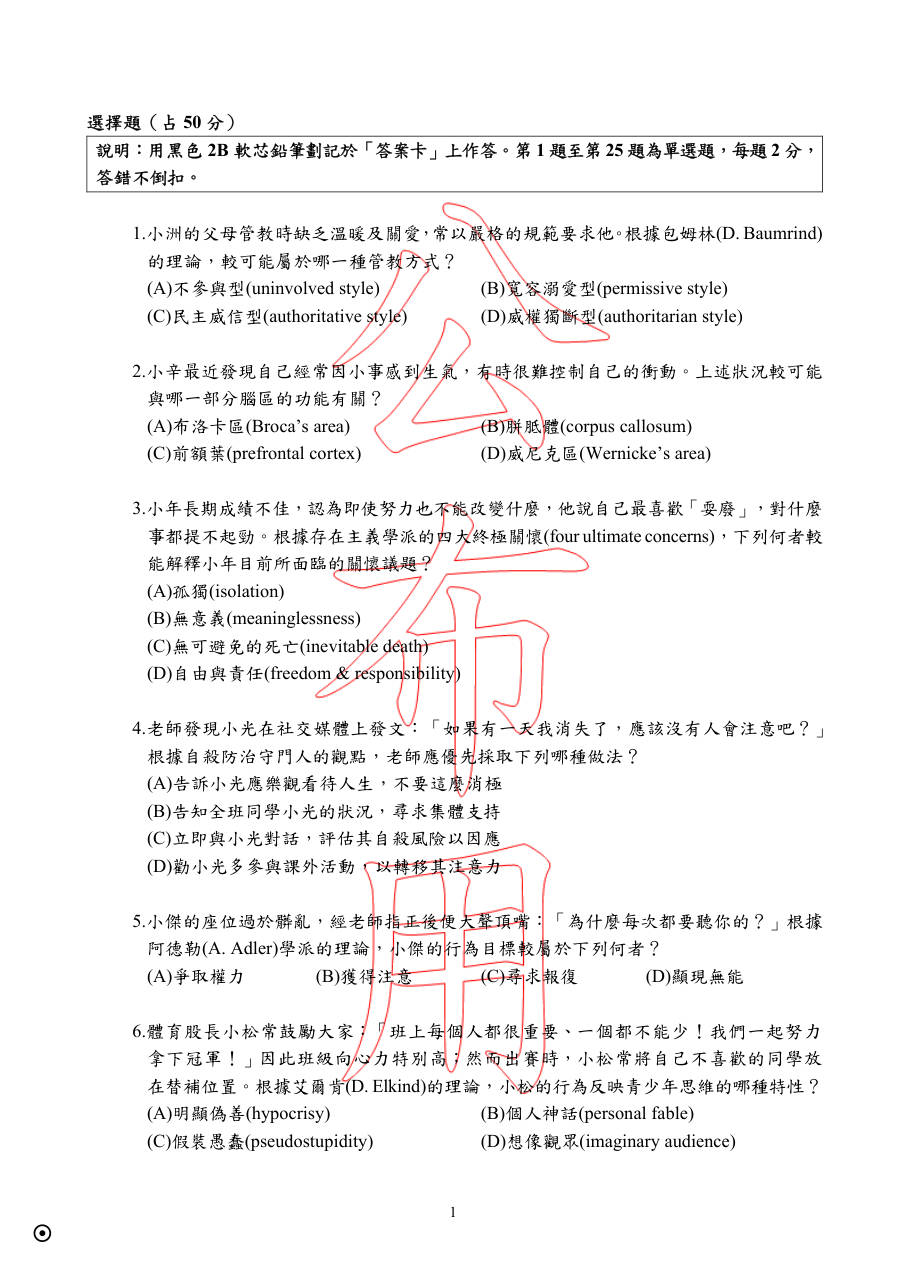 選擇題（占 50 分）
說明：用黑色 2B 軟芯鉛筆劃記於「答案卡」上作答。第 1 題至第 25 題為單選題，每題 2 分，
答錯不倒扣。
1.小洲的父母管教時缺乏溫暖及關愛，常以嚴格的規範要求他。根據包姆林(D. Baumrind)
的理論，較可能屬於哪一種管教方式？
(A)不參與型(uninvolved style) (B)寬容溺愛型(permissive style)
(C)民主威信型(authoritative style) (D)威權獨斷型(authoritarian style)
2.小辛最近發現自己經常因小事感到生氣，有時很難控制自己的衝動。上述狀況較可能
與哪一部分腦區的功能有關？
(A)布洛卡區(Broca’s area) (B)胼胝體(corpus callosum)
(C)前額葉(prefrontal cortex) (D)威尼克區(Wernicke’s area)
3.小年長期成績不佳，認為即使努力也不能改變什麼，他說自己最喜歡「耍廢」，對什麼
事都提不起勁。根據存在主義學派的四大終極關懷(four ultimate concerns)，下列何者較
能解釋小年目前所面臨的關懷議題？
(A)孤獨(isolation)
(B)無意義(meaninglessness)
(C)無可避免的死亡(inevitable death)
(D)自由與責任(freedom & responsibility)
4.老師發現小光在社交媒體上發文：「如果有一天我消失了，應該沒有人會注意吧？」
根據自殺防治守門人的觀點，老師應優先採取下列哪種做法？
(A)告訴小光應樂觀看待人生，不要這麼消極
(B)告知全班同學小光的狀況，尋求集體支持
(C)立即與小光對話，評估其自殺風險以因應
(D)勸小光多參與課外活動，以轉移其注意力
5.小傑的座位過於髒亂，經老師指正後便大聲頂嘴：「為什麼每次都要聽你的？」根據
阿德勒(A. Adler)學派的理論，小傑的行為目標較屬於下列何者？
(A)爭取權力 (B)獲得注意 (C)尋求報復 (D)顯現無能
6.體育股長小松常鼓勵大家：「班上每個人都很重要、一個都不能少！我們一起努力
拿下冠軍！」因此班級向心力特別高；然而出賽時，小松常將自己不喜歡的同學放
在替補位置。根據艾爾肯(D. Elkind)的理論，小松的行為反映青少年思維的哪種特性？
(A)明顯偽善(hypocrisy) (B)個人神話(personal fable)
(C)假裝愚蠢(pseudostupidity) (D)想像觀眾(imaginary audience)
1
公布用